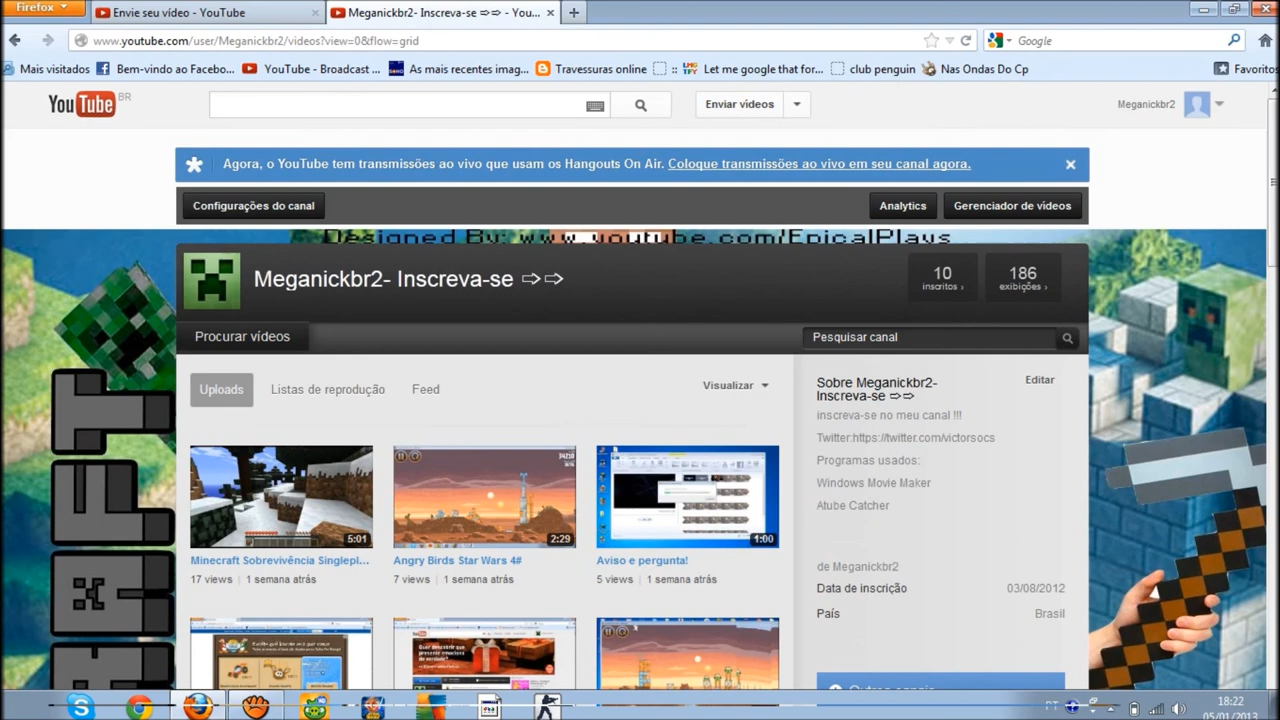 Firefox
Envie seu vídeo - YouTube
Meganickbr2- Inscreva-se ⇨⇨ - You...
www.youtube.com/user/Meganickbr2/videos?view=0&flow=grid
Google
Mais visitados
Bem-vindo ao Facebo...
YouTube - Broadcast ...
As mais recentes imag...
Travessuras online
Let me google that for...
club penguin
Nas Ondas Do Cp
Favoritos
YouTube BR
Enviar vídeos
Meganickbr2
Agora, o YouTube tem transmissões ao vivo que usam os Hangouts On Air. Coloque transmissões ao vivo em seu canal agora.
Configurações do canal
Analytics
Gerenciador de vídeos
Designed By: www.youtube.com/EpicalPlays
Meganickbr2- Inscreva-se ⇨⇨
10
inscritos ›
186
exibições ›
Procurar vídeos
Pesquisar canal
Uploads
Listas de reprodução
Feed
Visualizar
Sobre Meganickbr2-
Inscreva-se ⇨⇨
Editar
inscreva-se no meu canal !!!
Twitter:https://twitter.com/victorsocs
Programas usados:
Windows Movie Maker
Atube Catcher
5:01
2:29
1:00
Minecraft Sobrevivência Singlepl...
17 views | 1 semana atrás
Angry Birds Star Wars 4#
7 views | 1 semana atrás
Aviso e pergunta!
5 views | 1 semana atrás
de Meganickbr2
Data de inscrição
03/08/2012
País
Brasil
PT
18:22
05/01/2013